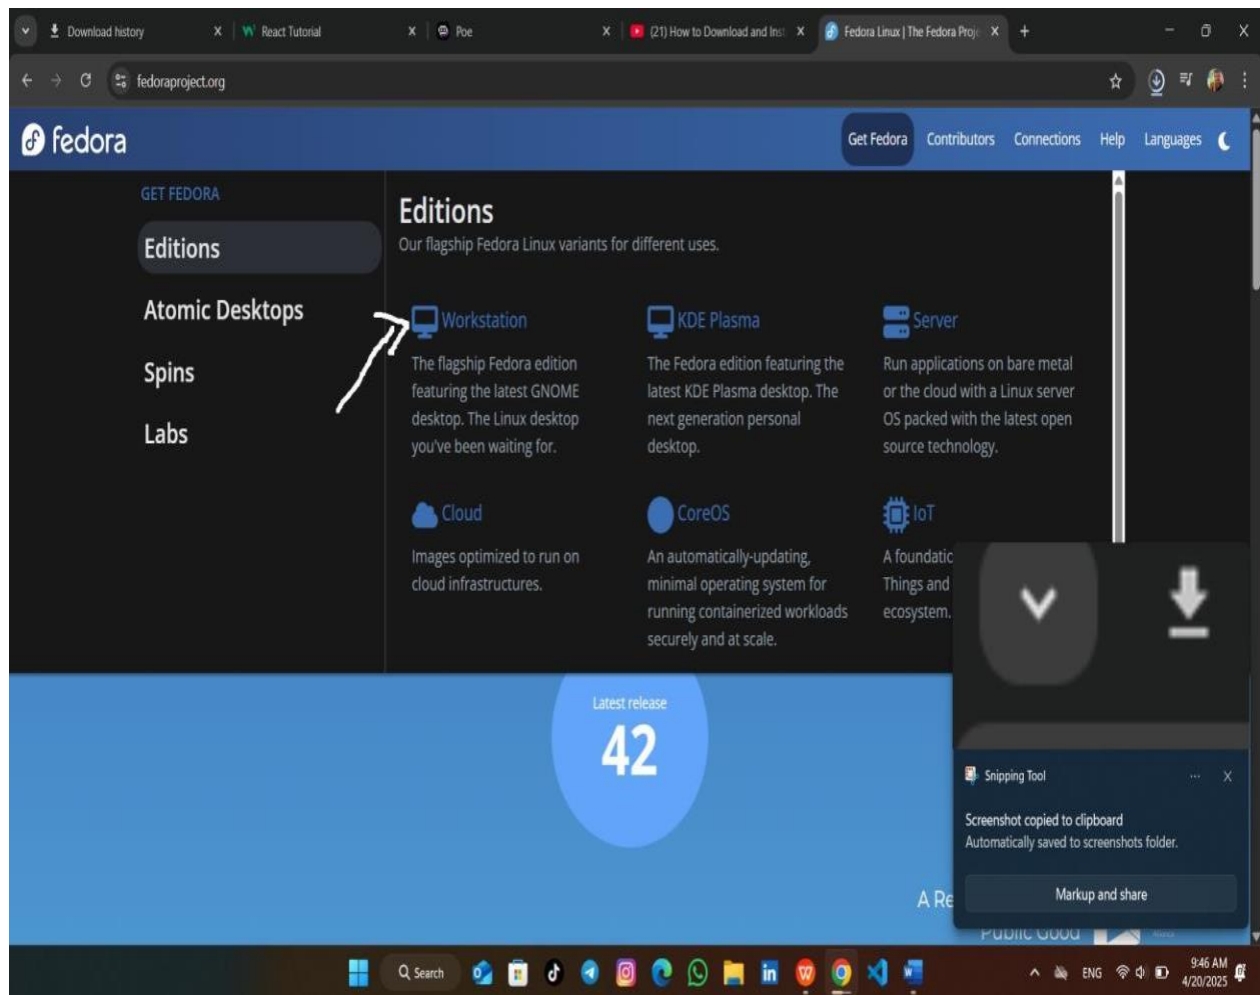 Download history
React Tutorial
Poe
(21) How to Download and Inst
Fedora Linux | The Fedora Proje
fedoraproject.org
fedora
Get Fedora
Contributors
Connections
Help
Languages
GET FEDORA
Editions
Atomic Desktops
Spins
Labs
Editions
Our flagship Fedora Linux variants for different uses.
Workstation
The flagship Fedora edition
featuring the latest GNOME
desktop. The Linux desktop
you've been waiting for.
KDE Plasma
The Fedora edition featuring the
latest KDE Plasma desktop. The
next generation personal
desktop.
Server
Run applications on bare metal
or the cloud with a Linux server
OS packed with the latest open
source technology.
Cloud
Images optimized to run on
cloud infrastructures.
CoreOS
An automatically-updating,
minimal operating system for
running containerized workloads
securely and at scale.
IoT
A foundatio
Things and
ecosystem.
Latest release
42
Snipping Tool
Screenshot copied to clipboard
Automatically saved to screenshots folder.
Markup and share
A Re
Public Good
Search
ENG
9:46 AM
4/20/2025